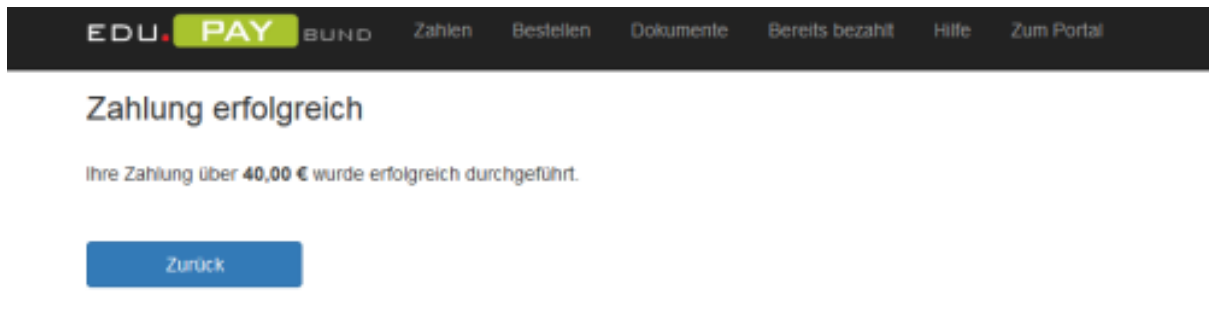 EDU.PAY BUND Zahlen Bestellen Dokumente Bereits bezahlt Hilfe Zum Portal
Zahlung erfolgreich
Ihre Zahlung über 40,00 € wurde erfolgreich durchgeführt.
Zurück